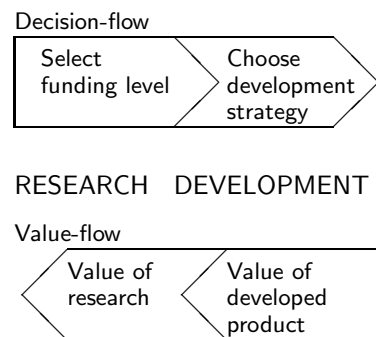 Decision-flow
Select
funding level
Choose
development
strategy
RESEARCH DEVELOPMENT
Value-flow
Value of
research
Value of
developed
product